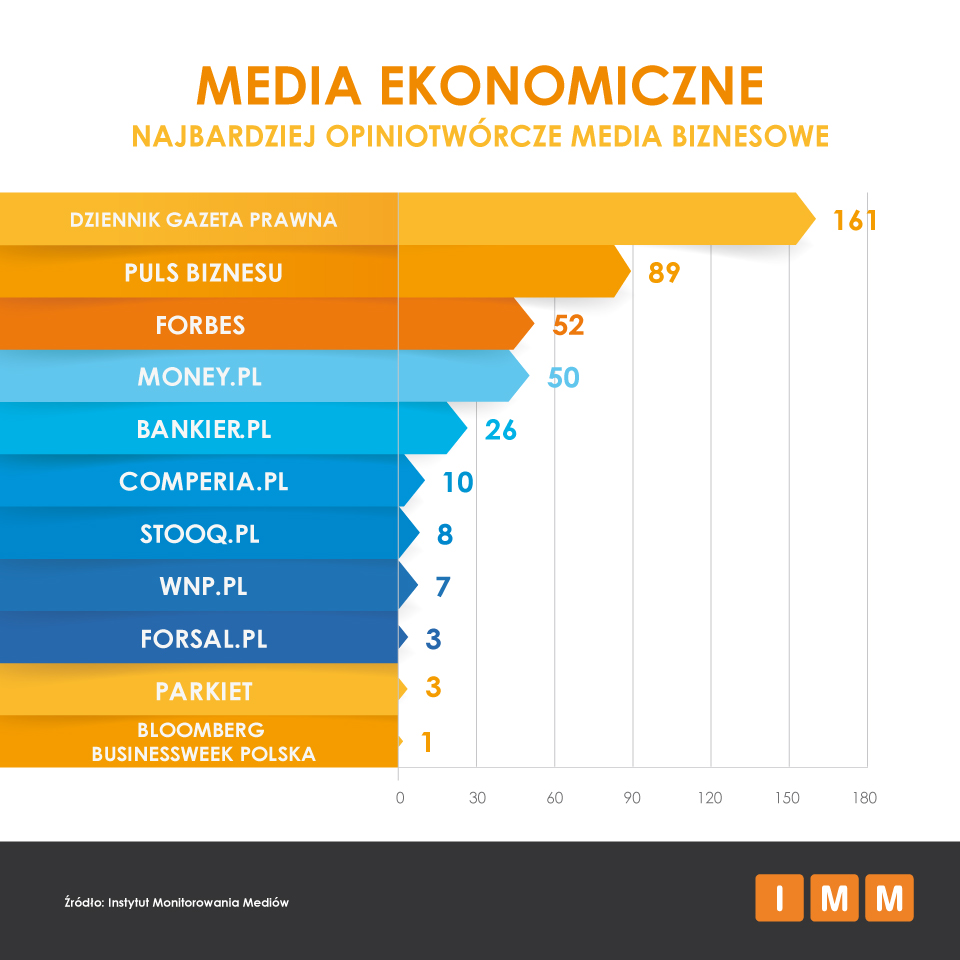 MEDIA EKONOMICZNE
NAJBARDZIEJ OPINIOTWÓRCZE MEDIA BIZNESOWE
DZIENNIK GAZETA PRAWNA 161
PULS BIZNESU 89
FORBES 52
MONEY.PL 50
BANKIER.PL 26
COMPERIA.PL 10
STOOQ.PL 8
WNP.PL 7
FORSAL.PL 3
PARKIET 3
BLOOMBERG
BUSINESSWEEK POLSKA 1
0 30 60 90 120 150 180
Źródło: Instytut Monitorowania Mediów
I M M